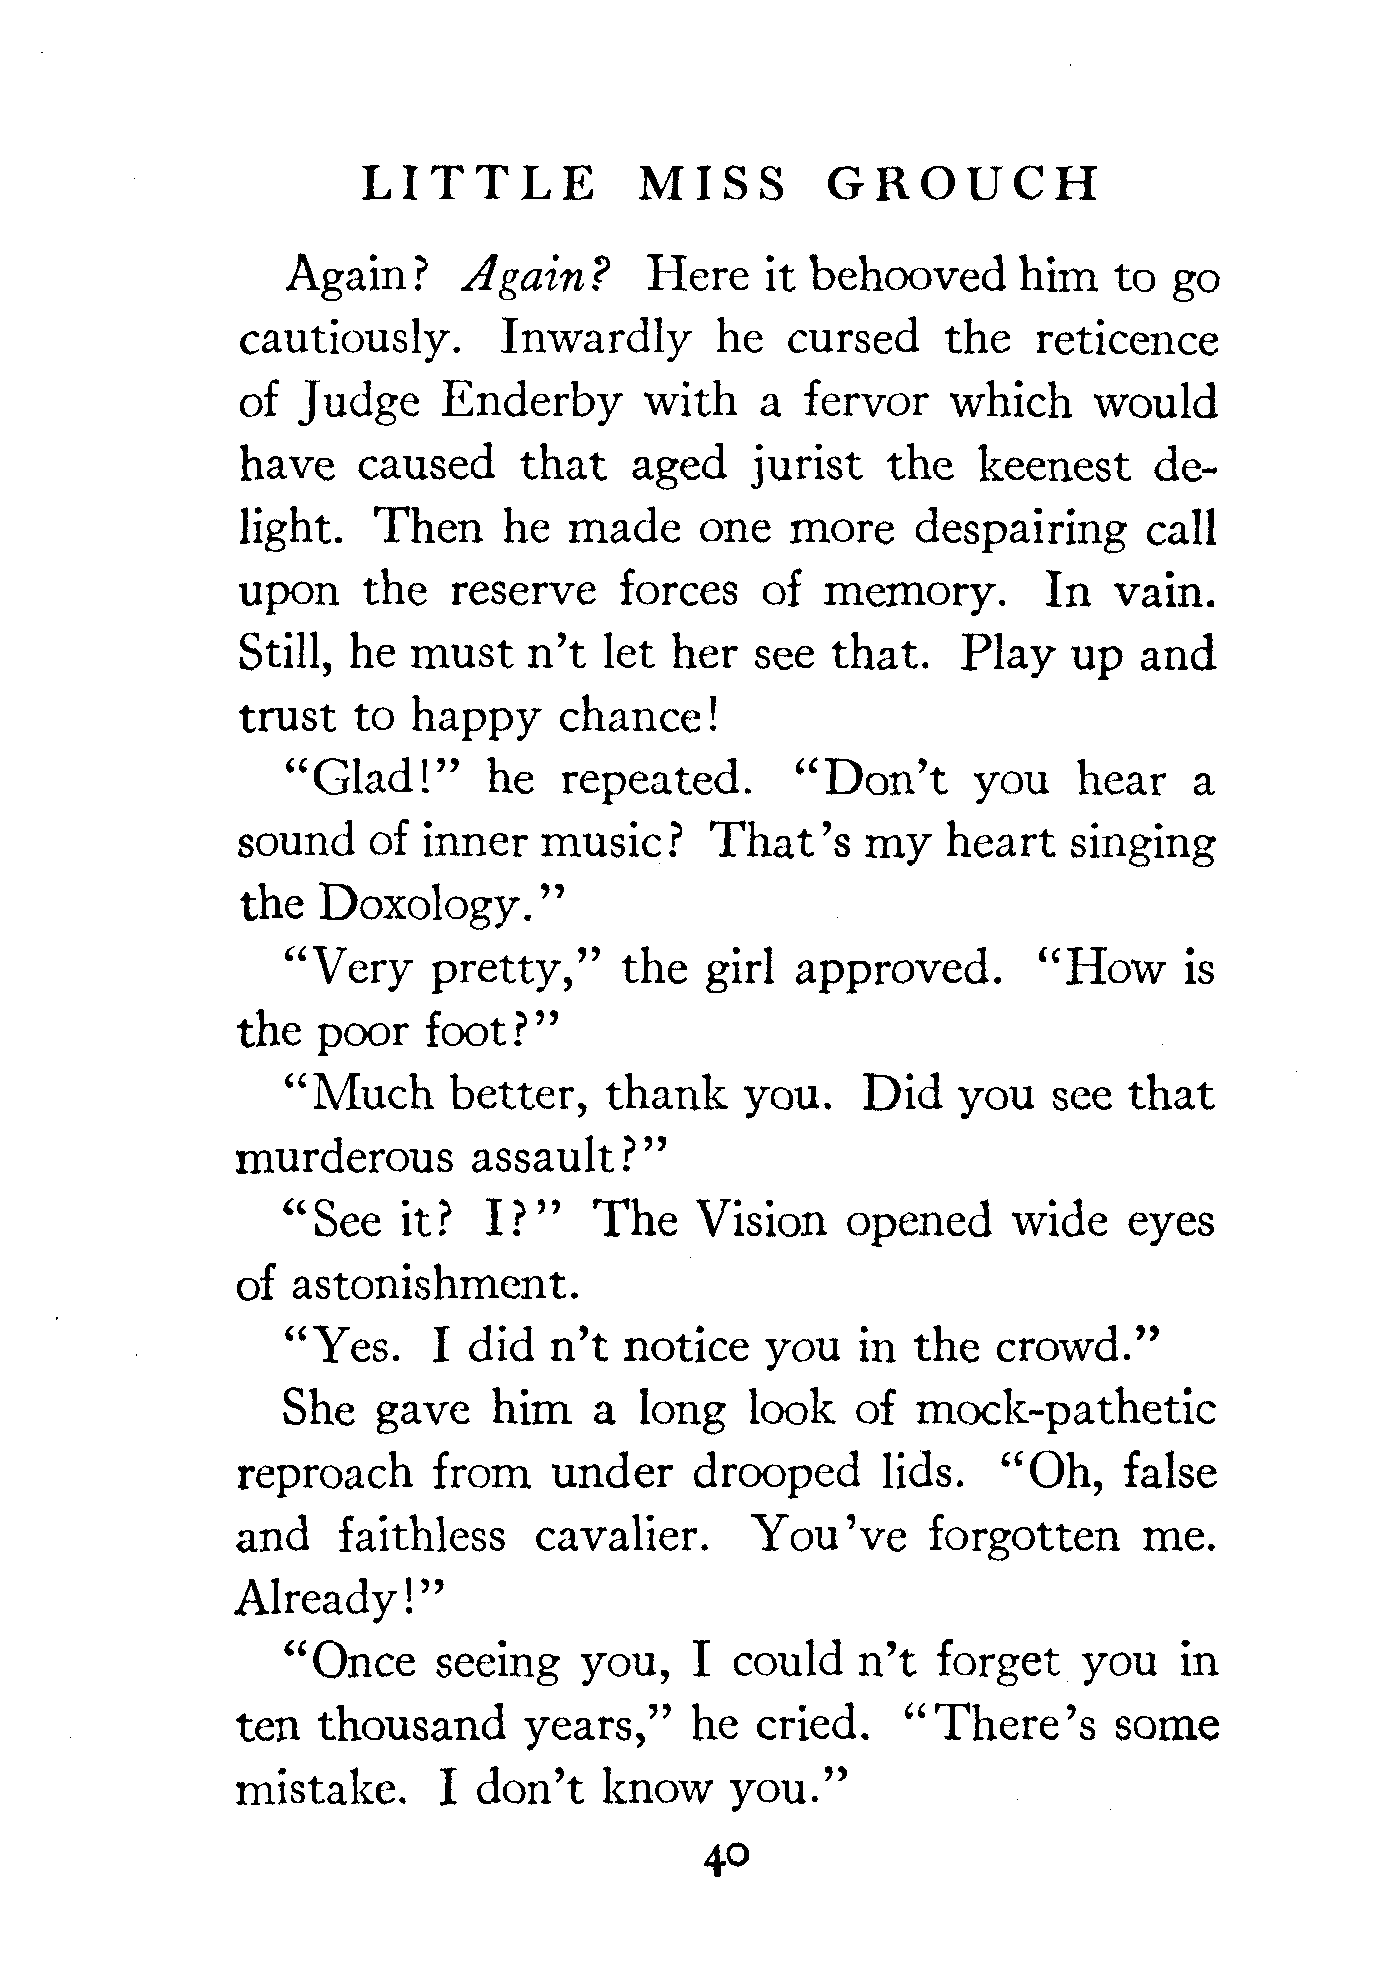 LITTLE MISS GROUCH
Again? Again? Here it behooved him to go
cautiously. Inwardly he cursed the reticence
of Judge Enderby with a fervor which would
have caused that aged jurist the keenest de-
light. Then he made one more despairing call
upon the reserve forces of memory. In vain.
Still, he must n't let her see that. Play up and
trust to happy chance!
"Glad!" he repeated. "Don't you hear a
sound of inner music? That's my heart singing
the Doxology."
"Very pretty," the girl approved. "How is
the poor foot?"
"Much better, thank you. Did you see that
murderous assault?"
"See it? I?" The Vision opened wide eyes
of astonishment.
"Yes. I did n't notice you in the crowd."
She gave him a long look of mock-pathetic
reproach from under drooped lids. "Oh, false
and faithless cavalier. You've forgotten me.
Already!"
"Once seeing you, I could n't forget you in
ten thousand years," he cried. "There's some
mistake. I don't know you."
40